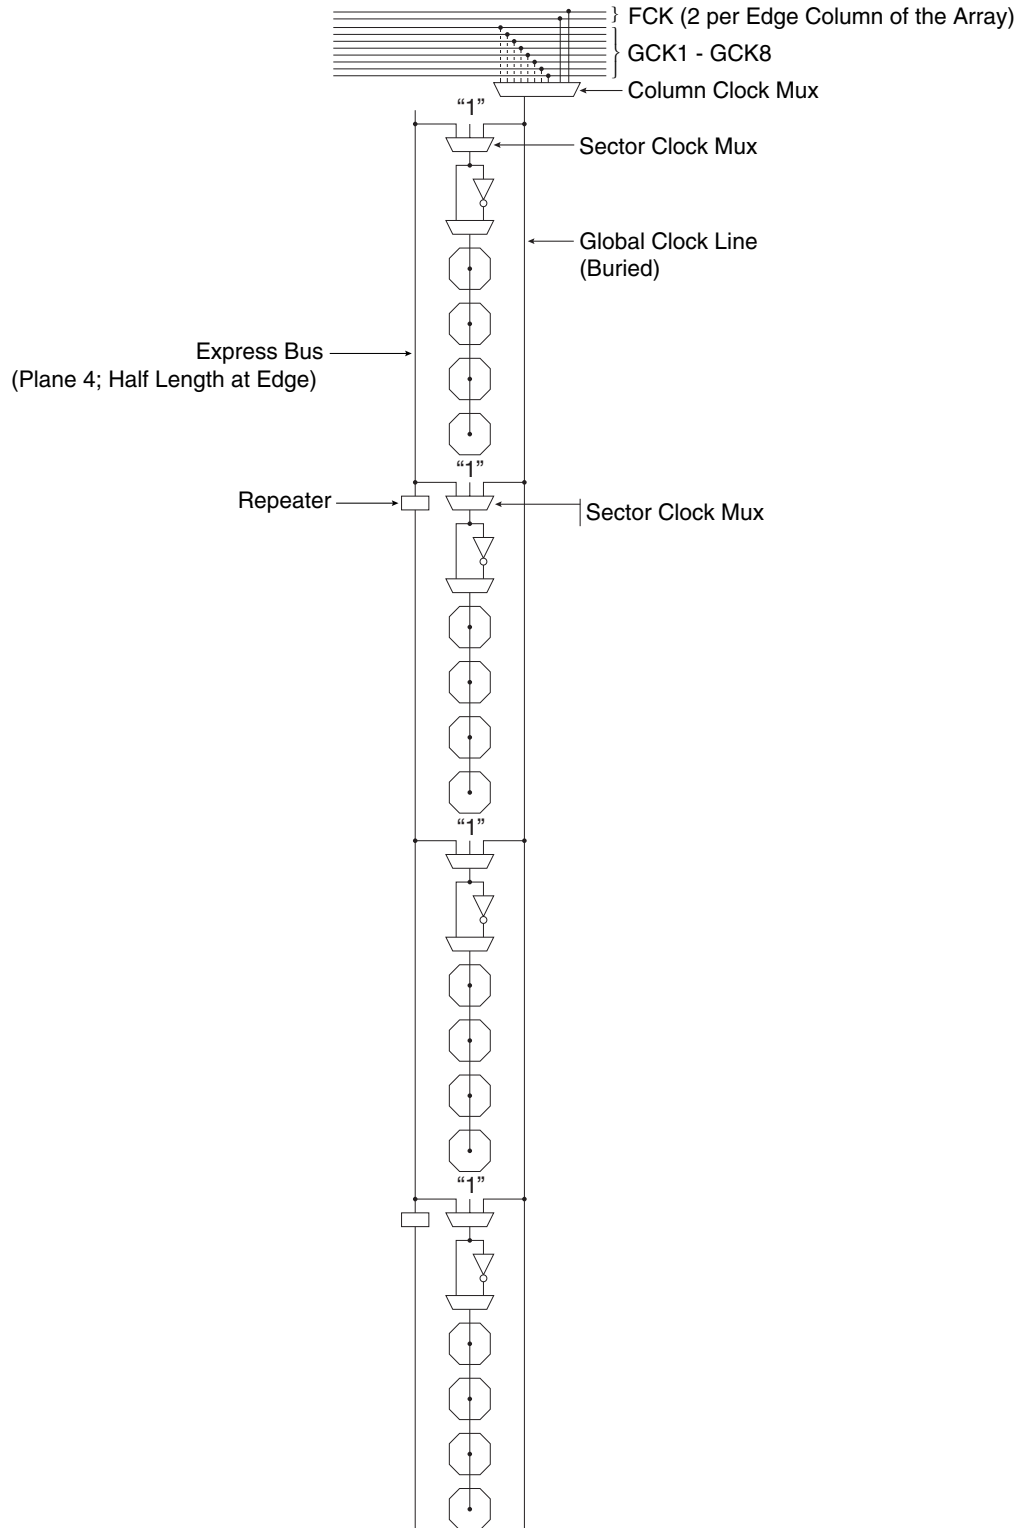 FCK (2 per Edge Column of the Array)
GCK1 - GCK8
Column Clock Mux
“1”
Sector Clock Mux
Global Clock Line
(Buried)
Express Bus
(Plane 4; Half Length at Edge)
“1”
Repeater
Sector Clock Mux
“1”
“1”